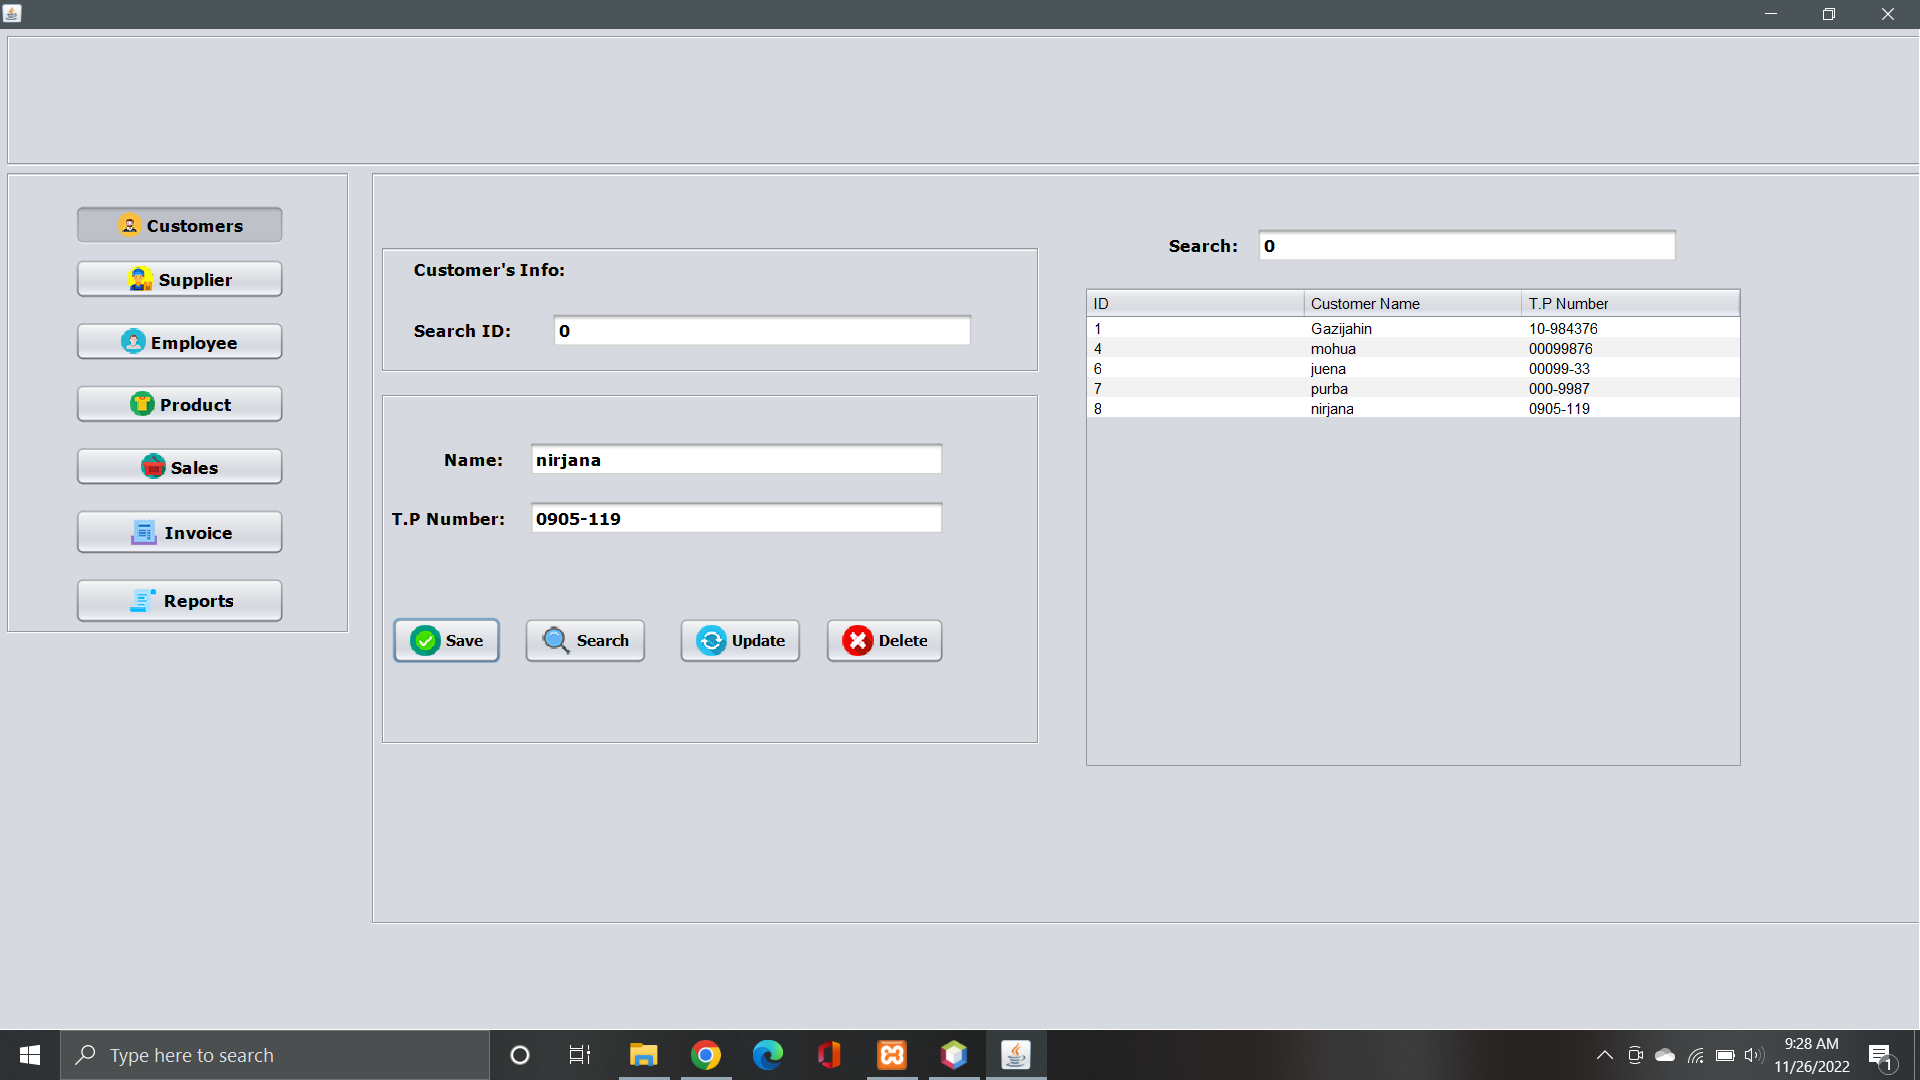 Customers
Supplier
Employee
Product
Sales
Invoice
Reports
Customer's Info:
Search ID: 0
Name: nirjana
T.P Number: 0905-119
Save Search Update Delete
Search: 0
ID Customer Name T.P Number
1 Gazijahin 10-984376
4 mohua 00099876
6 juena 00099-33
7 purba 000-9987
8 nirjana 0905-119
Type here to search
9:28 AM
11/26/2022
1